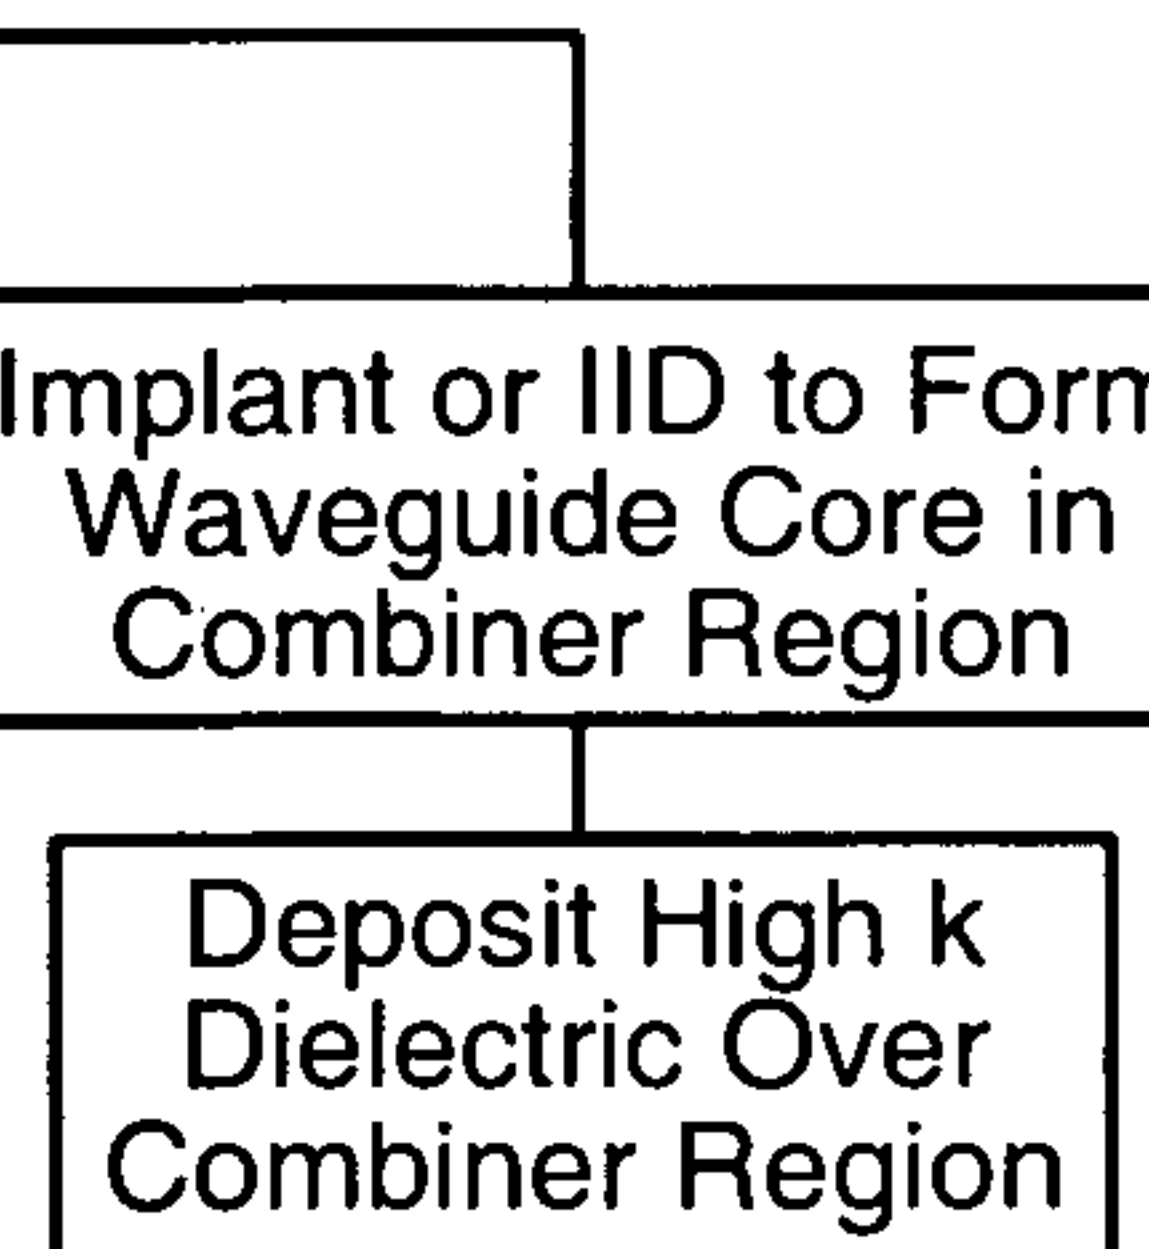 Implant or IID to Form
Waveguide Core in
Combiner Region
Deposit High k
Dielectric Over
Combiner Region